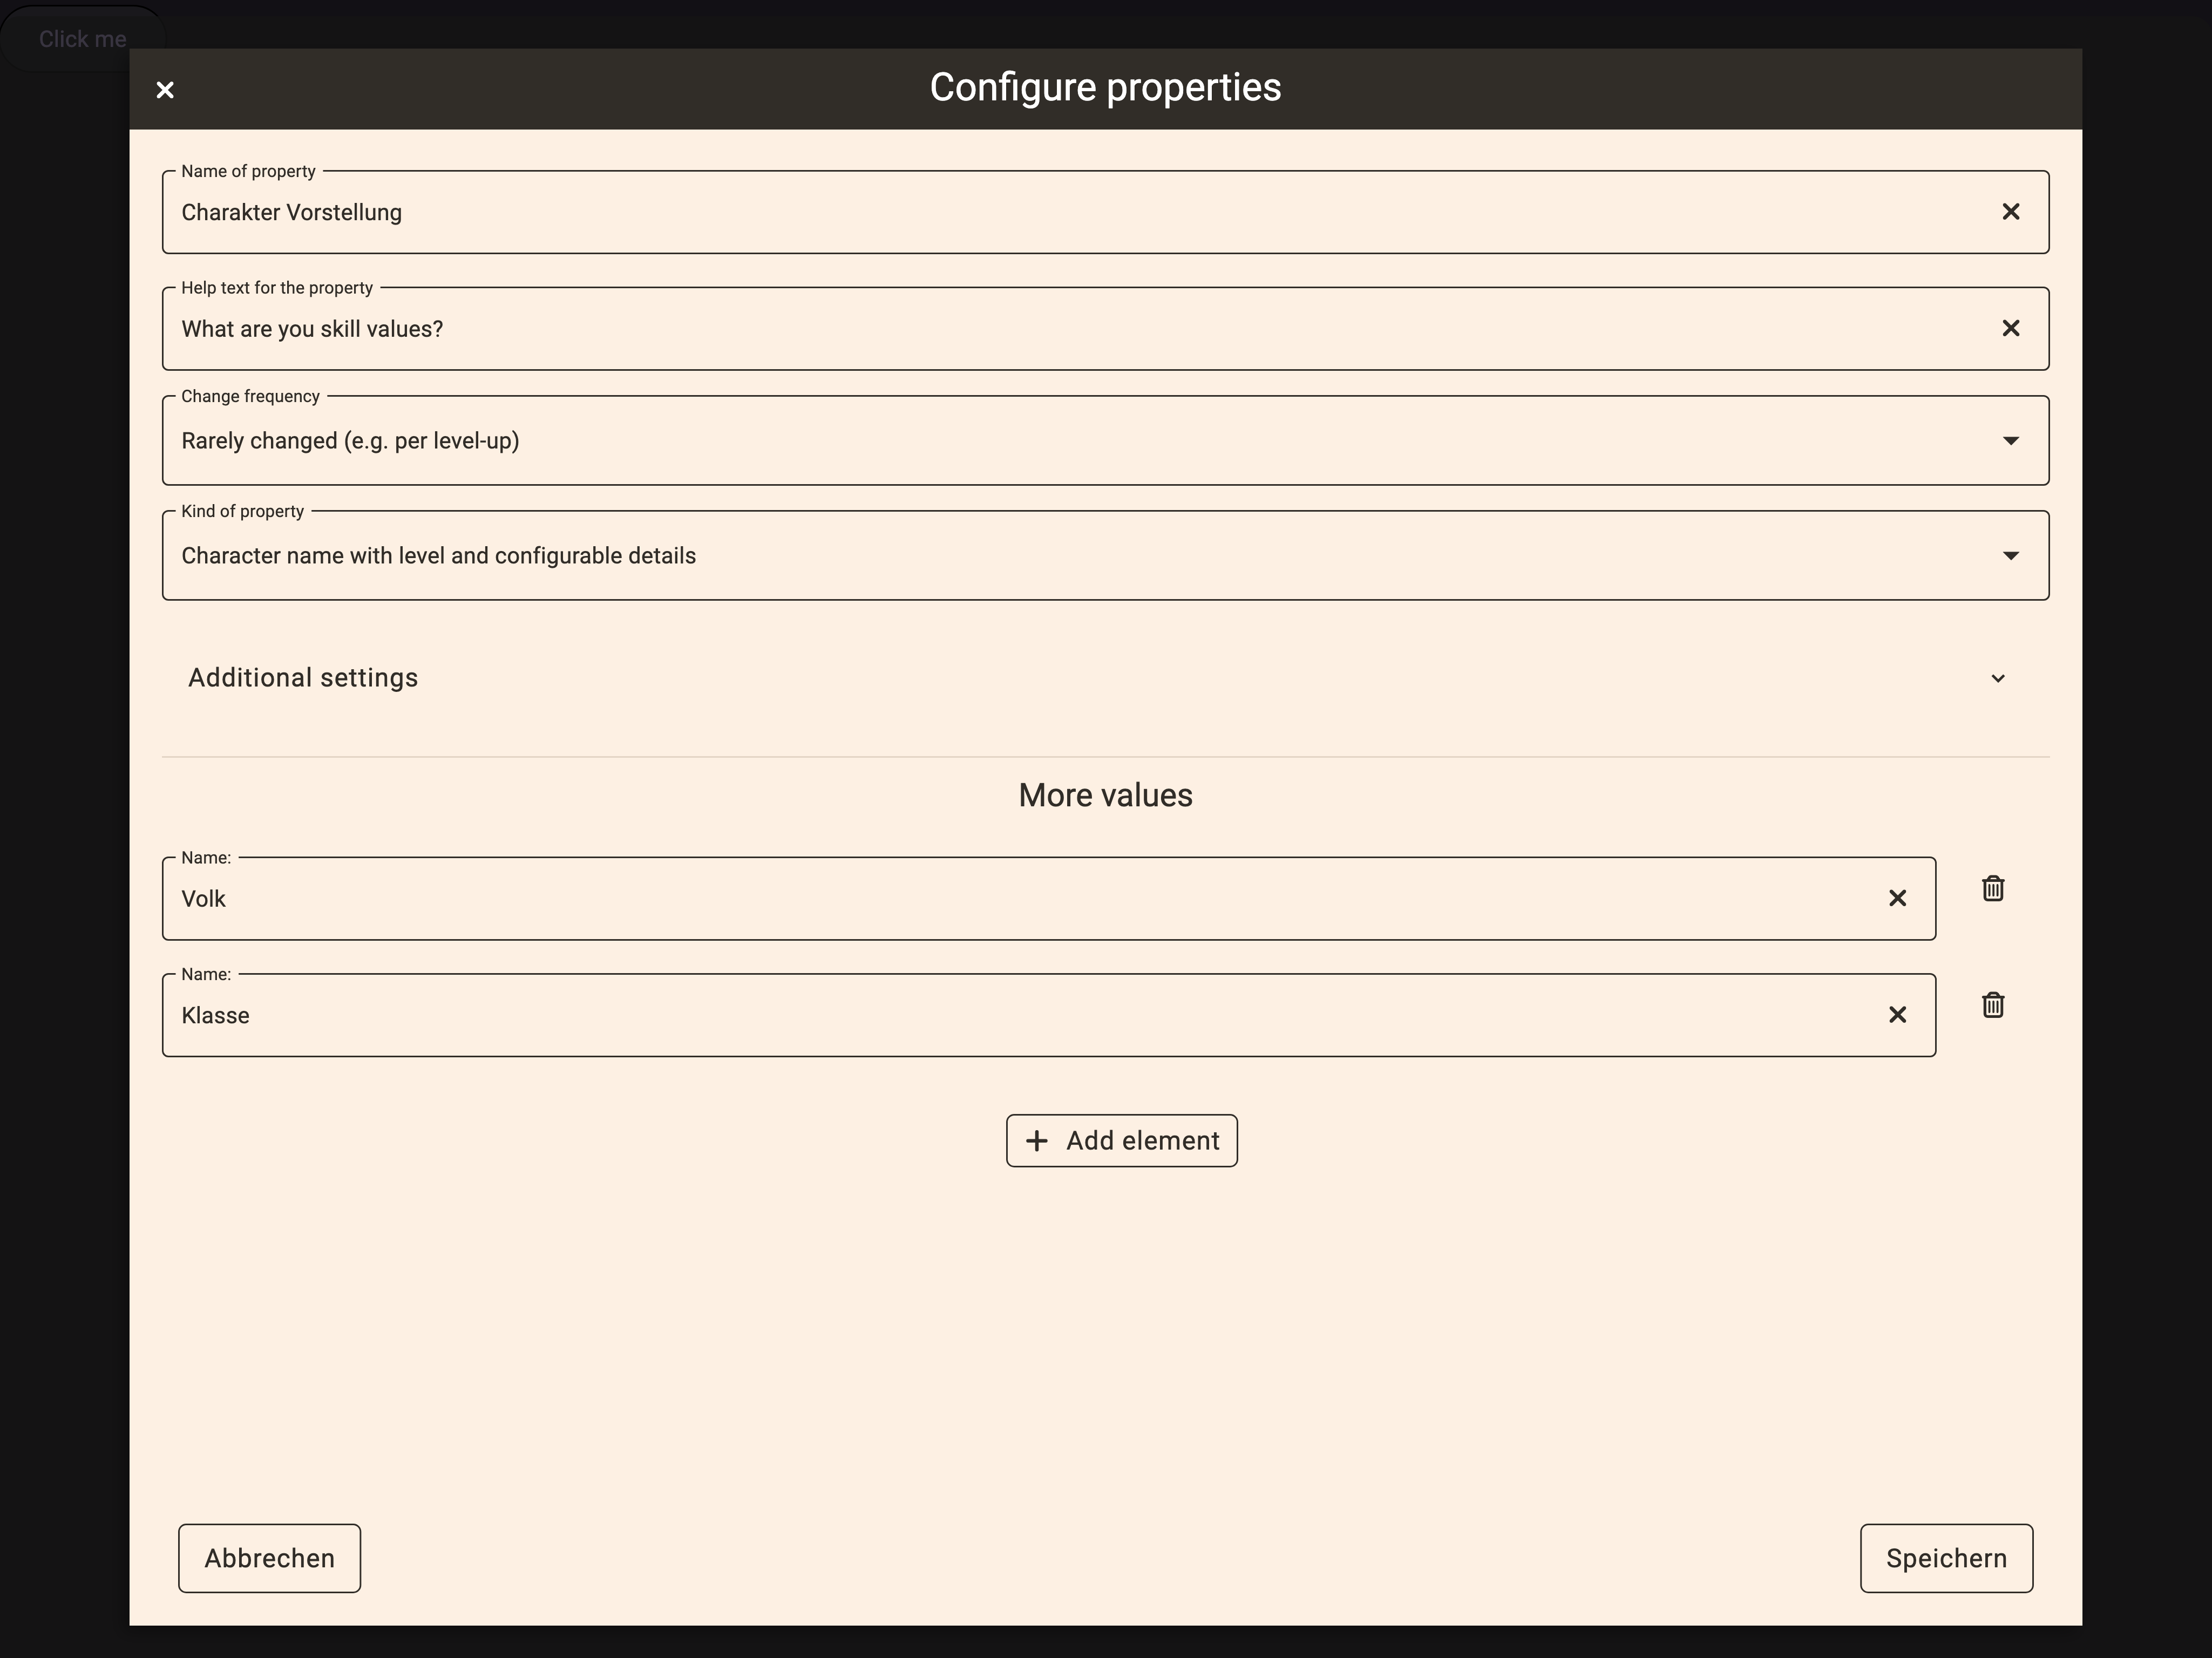 Click me
Configure properties
Name of property
Charakter Vorstellung
Help text for the property
What are you skill values?
Change frequency
Rarely changed (e.g. per level-up)
Kind of property
Character name with level and configurable details
Additional settings
More values
Name:
Volk
Name:
Klasse
Add element
Abbrechen
Speichern